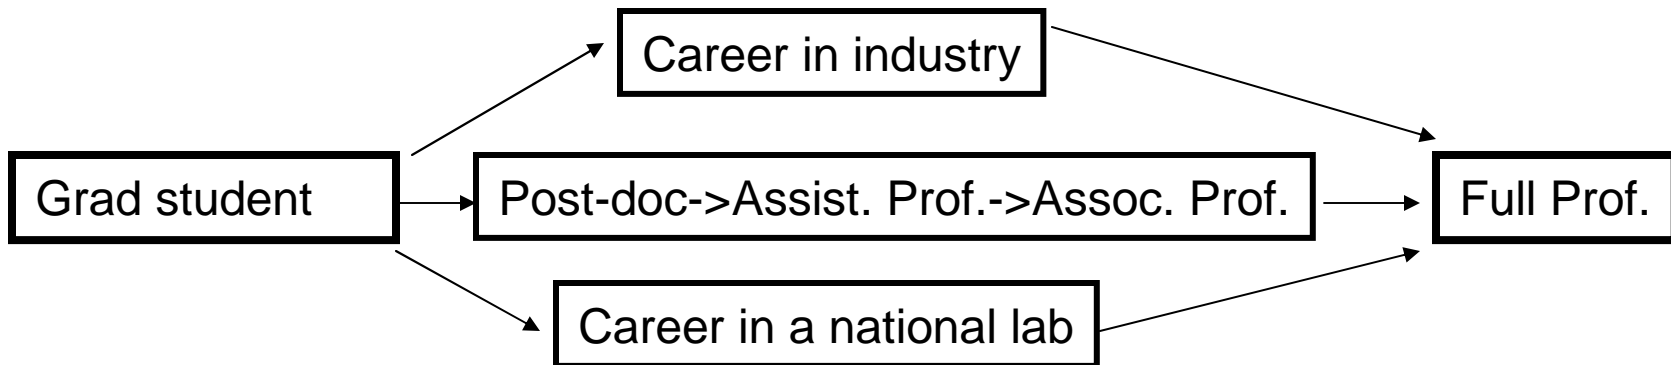 Career in industry
Grad student
Post-doc->Assist. Prof.->Assoc. Prof.
Full Prof.
Career in a national lab